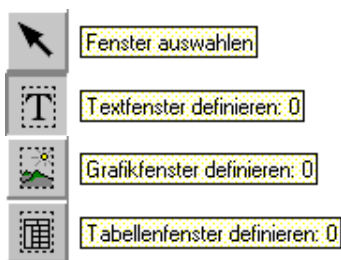 Fenster auswahlen
T
Textfenster definieren: 0
Grafikfenster definieren: 0
Tabellenfenster definieren: 0